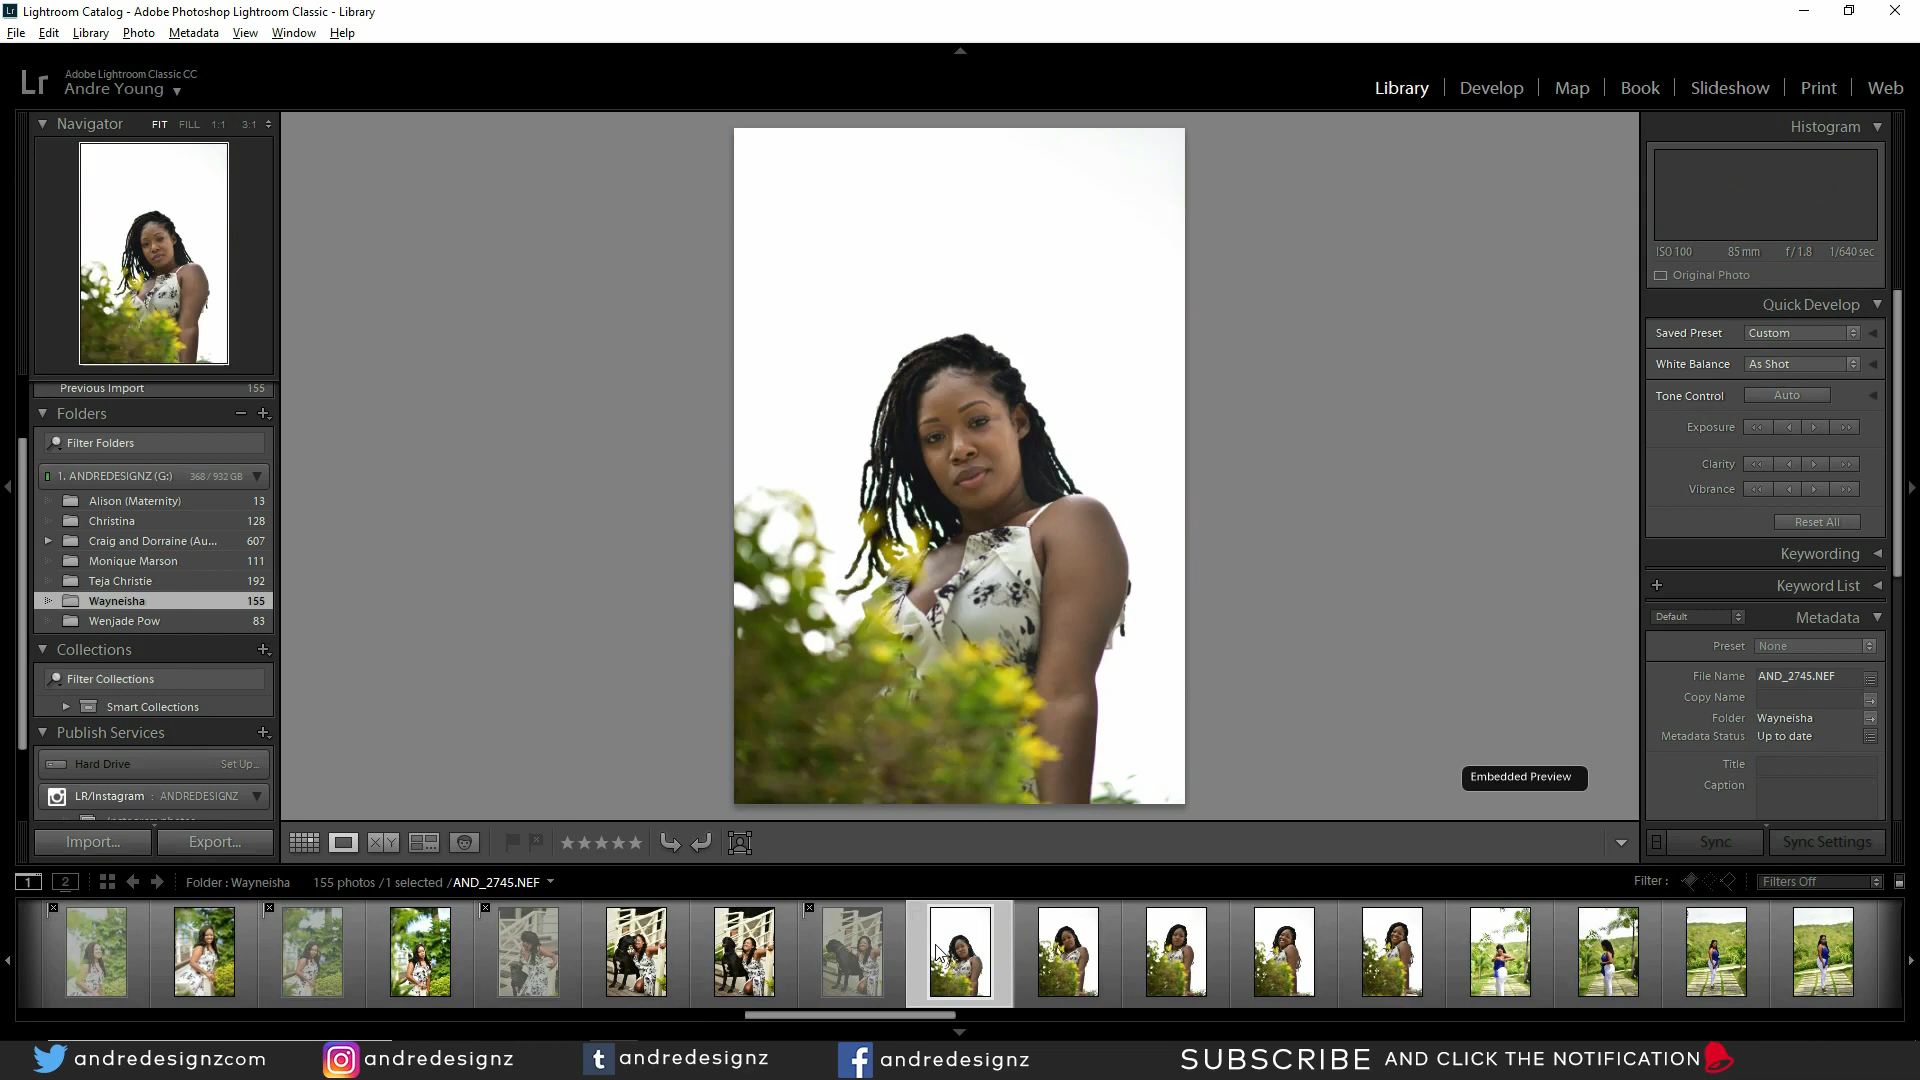 Lr Lightroom Catalog - Adobe Photoshop Lightroom Classic - Library
File Edit Library Photo Metadata View Window Help
Lr Adobe Lightroom Classic CC
Andre Young
Library Develop Map Book Slideshow Print Web
Navigator FIT FILL 1:1 3:1
Previous Import 155
Folders
Filter Folders
1. ANDREDESIGNZ (G:) 368 / 932 GB
Alison (Maternity) 13
Christina 128
Craig and Dorraine (Au... 607
Monique Marson 111
Teja Christie 192
Wayneisha 155
Wenjade Pow 83
Collections
Filter Collections
Smart Collections
Publish Services
Hard Drive Set Up...
LR/Instagram : ANDREDESIGNZ
Import... Export...
Embedded Preview
Histogram
ISO 100 85 mm f / 1.8 1/640 sec
Original Photo
Quick Develop
Saved Preset Custom
White Balance As Shot
Tone Control Auto
Exposure
Clarity
Vibrance
Reset All
Keywording
Keyword List
Default Metadata
Preset None
File Name AND_2745.NEF
Copy Name
Folder Wayneisha
Metadata Status Up to date
Title
Caption
Sync Sync Settings
XY
1 2 Folder : Wayneisha 155 photos / 1 selected / AND_2745.NEF
Filter : Filters Off
andredesignzcom andredesignz t andredesignz f andredesignz SUBSCRIBE AND CLICK THE NOTIFICATION